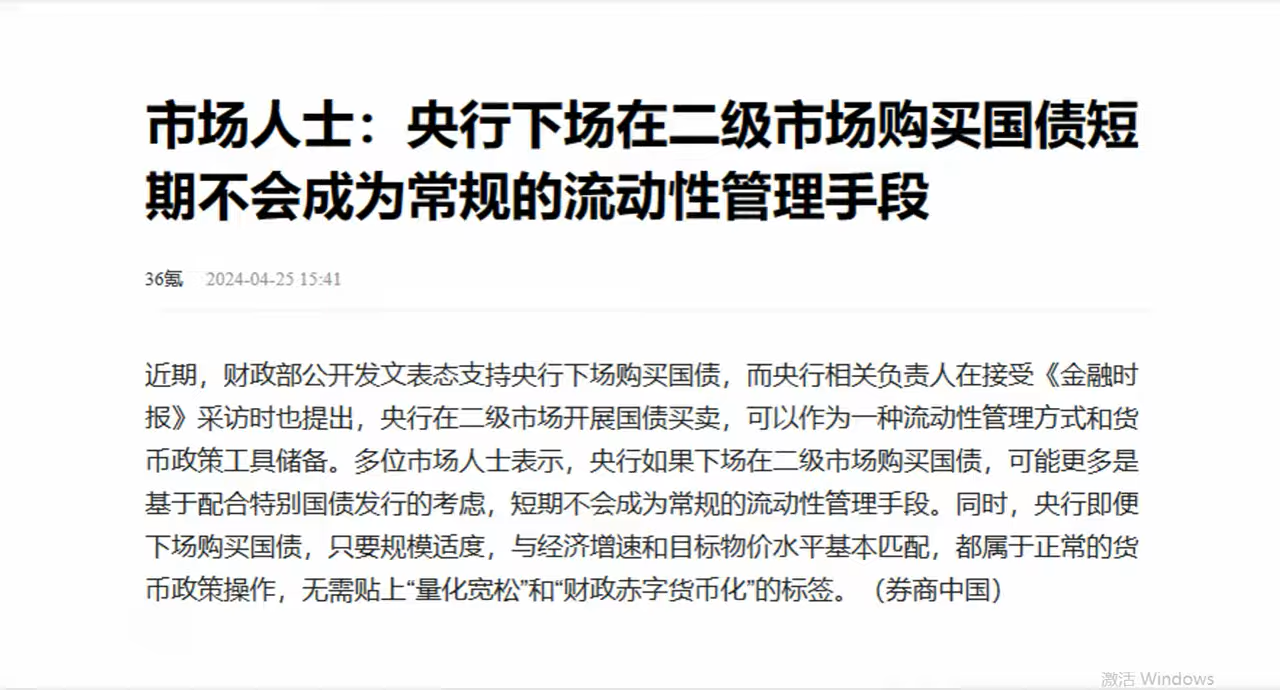 市场人士：央行下场在二级市场购买国债短
期不会成为常规的流动性管理手段
36氪 2024-04-25 15:41
近期，财政部公开发文表态支持央行下场购买国债，而央行相关负责人在接受《金融时
报》采访时也提出，央行在二级市场开展国债买卖，可以作为一种流动性管理方式和货
币政策工具储备。多位市场人士表示，央行如果下场在二级市场购买国债，可能更多是
基于配合特别国债发行的考虑，短期不会成为常规的流动性管理手段。同时，央行即便
下场购买国债，只要规模适度，与经济增速和目标物价水平基本匹配，都属于正常的货
币政策操作，无需贴上“量化宽松”和“财政赤字货币化”的标签。（券商中国）
激活 Windows